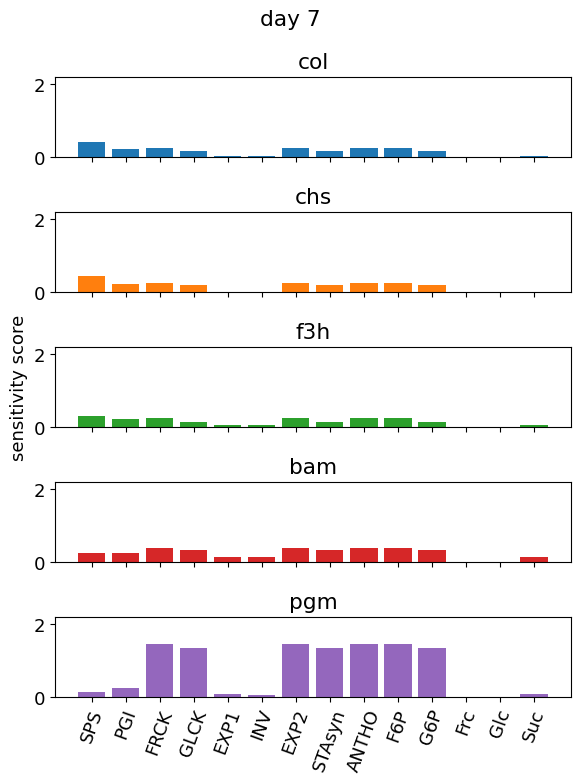 day 7
col
2
0
chs
2
0
f3h
2
0
sensitivity score
bam
2
0
pgm
2
0
SPS
PGI
FRCK
GLCK
EXP1
INV
EXP2
STAsyn
ANTHO
F6P
G6P
Frc
Glc
Suc